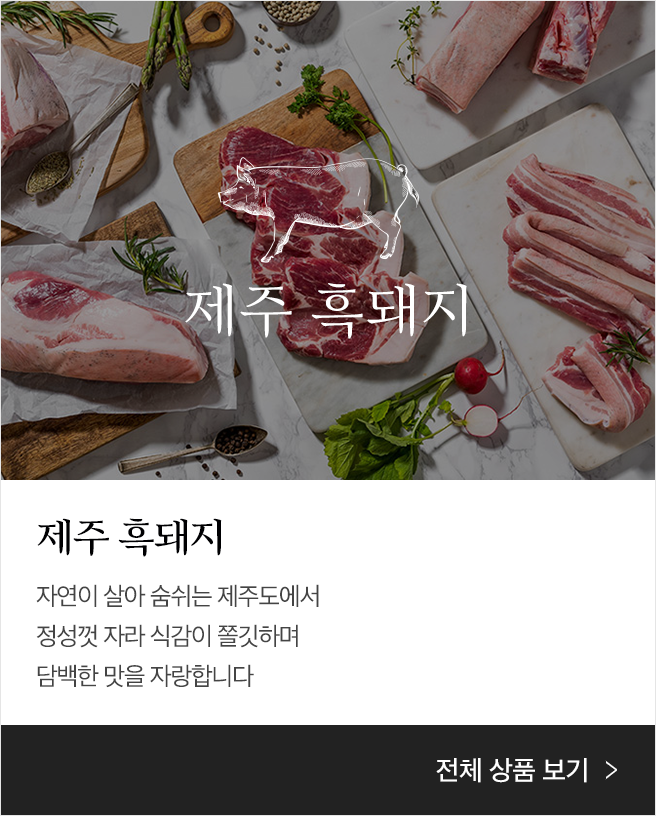 제주 흑돼지
제주 흑돼지
자연이 살아 숨쉬는 제주도에서
정성껏 자라 식감이 쫄깃하며
담백한 맛을 자랑합니다
전체 상품 보기 >